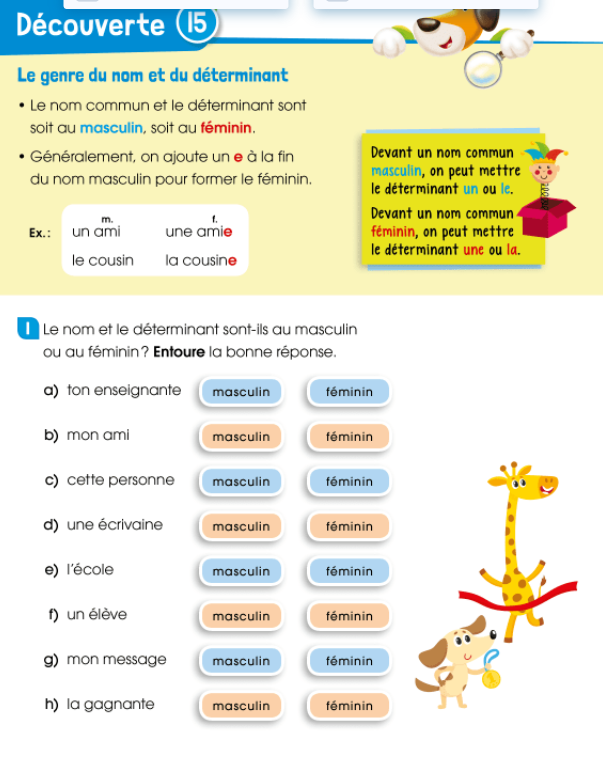 Découverte 15
Le genre du nom et du déterminant
• Le nom commun et le déterminant sont
soit au masculin, soit au féminin.
• Généralement, on ajoute un e à la fin
du nom masculin pour former le féminin.
m. f.
Ex. : un ami une amie
le cousin la cousine
Devant un nom commun
masculin, on peut mettre
le déterminant un ou le.
Devant un nom commun
féminin, on peut mettre
le déterminant une ou la.
1 Le nom et le déterminant sont-ils au masculin
ou au féminin ? Entoure la bonne réponse.
a) ton enseignante masculin féminin
b) mon ami masculin féminin
c) cette personne masculin féminin
d) une écrivaine masculin féminin
e) l'école masculin féminin
f) un élève masculin féminin
g) mon message masculin féminin
h) la gagnante masculin féminin